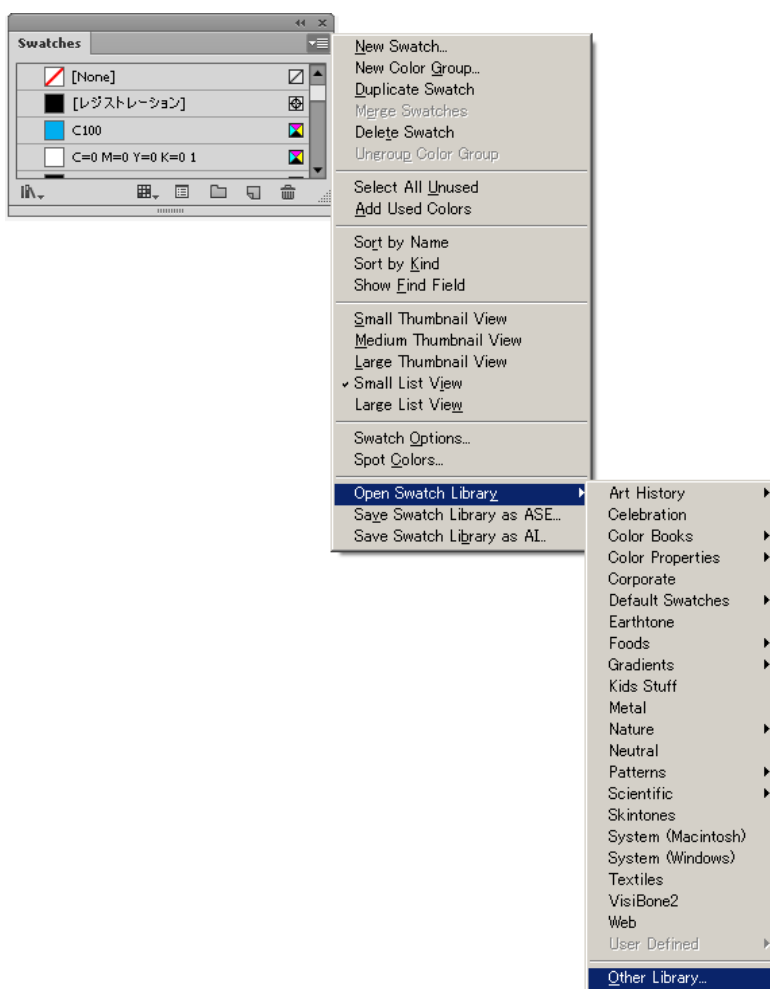 Swatches
[None]
[レジストレーション]
C100
C=0 M=0 Y=0 K=0 1
New Swatch...
New Color Group...
Duplicate Swatch
Merge Swatches
Delete Swatch
Ungroup Color Group
Select All Unused
Add Used Colors
Sort by Name
Sort by Kind
Show Find Field
Small Thumbnail View
Medium Thumbnail View
Large Thumbnail View
Small List View
Large List View
Swatch Options...
Spot Colors...
Open Swatch Library
Save Swatch Library as ASE...
Save Swatch Library as AI...
Art History
Celebration
Color Books
Color Properties
Corporate
Default Swatches
Earthtone
Foods
Gradients
Kids Stuff
Metal
Nature
Neutral
Patterns
Scientific
Skintones
System (Macintosh)
System (Windows)
Textiles
VisiBone2
Web
User Defined
Other Library...